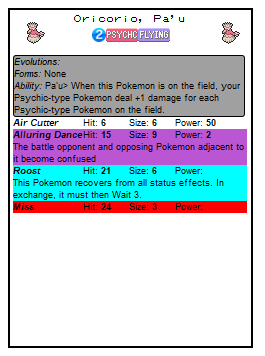 Oricorio, Pa'u
2 PSYCHC FLYING
Evolutions:
Forms: None
Ability: Pa'u> When this Pokemon is on the field, your
Psychic-type Pokemon deal +1 damage for each
Psychic-type Pokemon on the field.
Air Cutter Hit: 6 Size: 6 Power: 50
Alluring Dance Hit: 15 Size: 9 Power: 2
The battle opponent and opposing Pokemon adjacent to
it become confused
Roost Hit: 21 Size: 6 Power:
This Pokemon recovers from all status effects. In
exchange, it must then Wait 3.
Miss Hit: 24 Size: 3 Power: